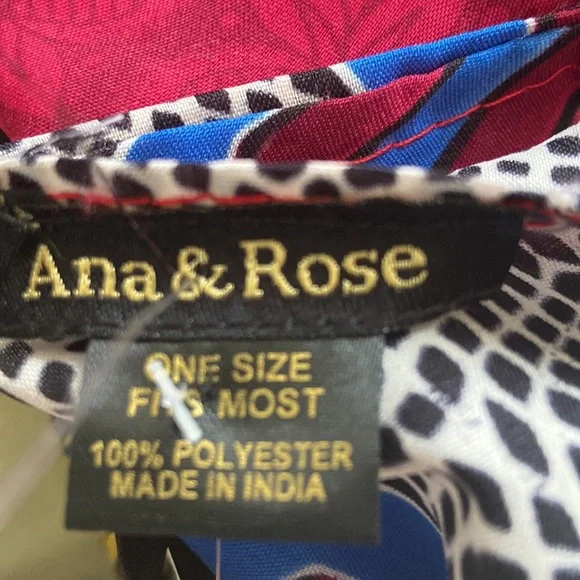 Ana & Rose
ONE SIZE
FITS MOST
100% POLYESTER
MADE IN INDIA